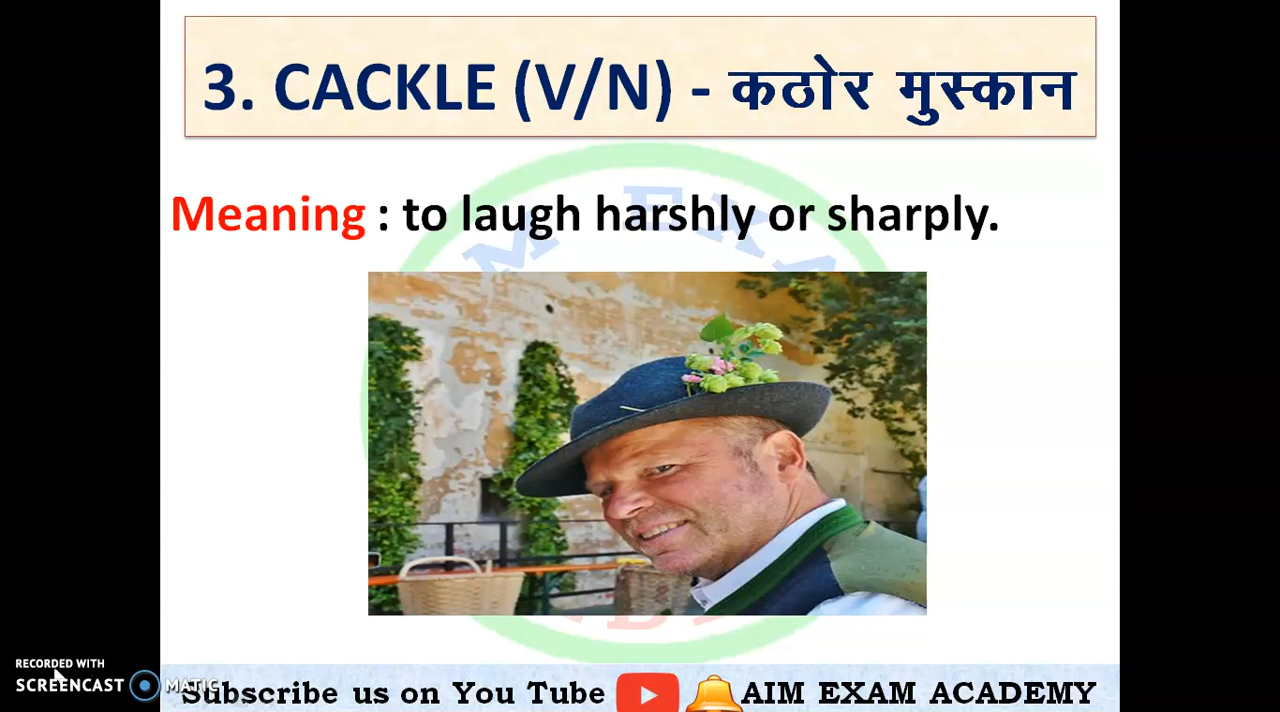 3. CACKLE (V/N) - कठोर मुस्कान
Meaning : to laugh harshly or sharply.
RECORDED WITH
SCREENCAST MATIC
Subscribe us on You Tube AIM EXAM ACADEMY